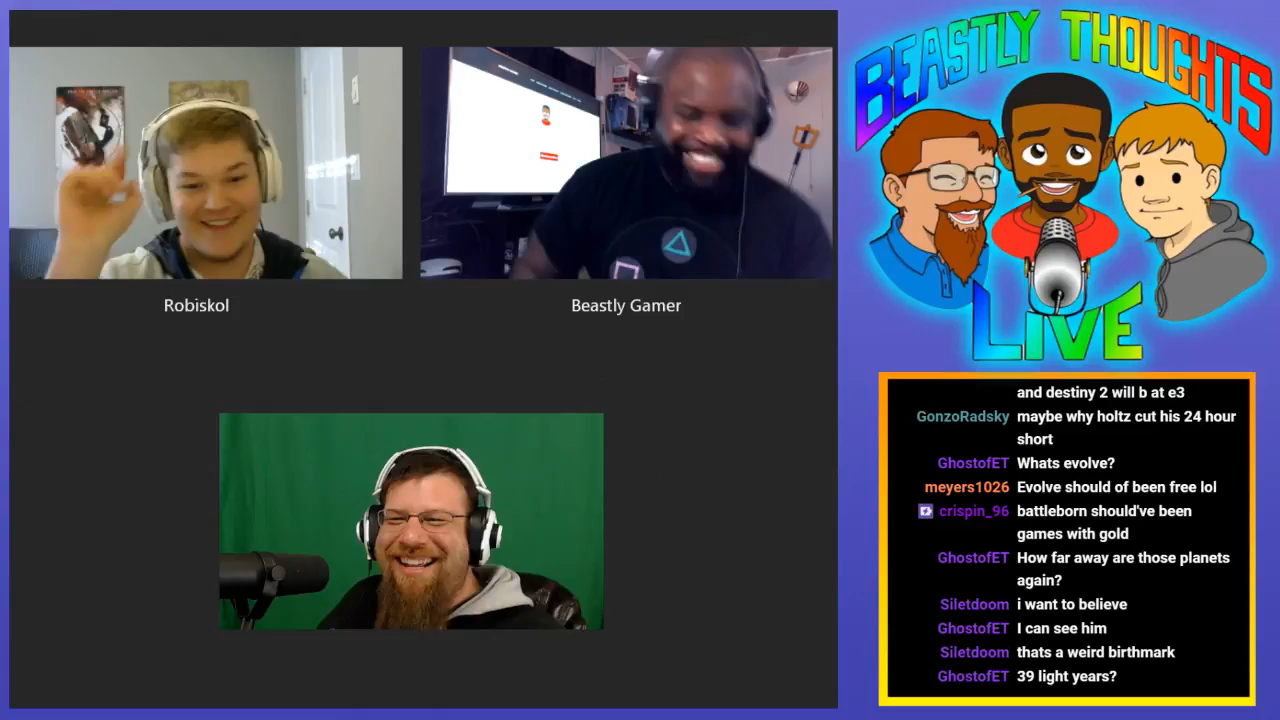 Robiskol
Beastly Gamer
BEASTLY THOUGHTS
LIVE
and destiny 2 will b at e3
GonzoRadsky maybe why holtz cut his 24 hour
short
GhostofET Whats evolve?
meyers1026 Evolve should of been free lol
crispin_96 battleborn should've been
games with gold
GhostofET How far away are those planets
again?
Siletdoom i want to believe
GhostofET I can see him
Siletdoom thats a weird birthmark
GhostofET 39 light years?